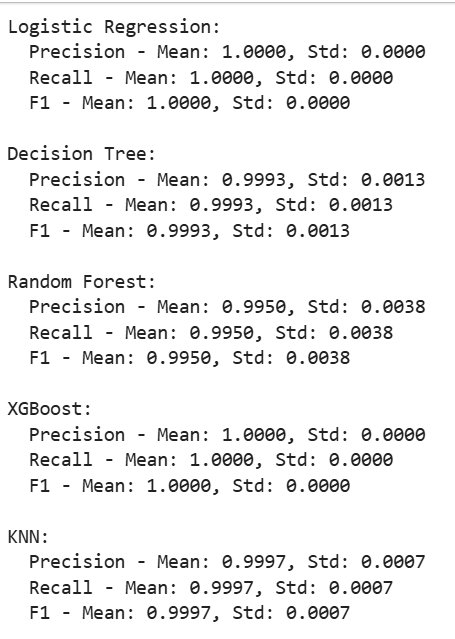 Logistic Regression:
Precision - Mean: 1.0000, Std: 0.0000
Recall - Mean: 1.0000, Std: 0.0000
F1 - Mean: 1.0000, Std: 0.0000
Decision Tree:
Precision - Mean: 0.9993, Std: 0.0013
Recall - Mean: 0.9993, Std: 0.0013
F1 - Mean: 0.9993, Std: 0.0013
Random Forest:
Precision - Mean: 0.9950, Std: 0.0038
Recall - Mean: 0.9950, Std: 0.0038
F1 - Mean: 0.9950, Std: 0.0038
XGBoost:
Precision - Mean: 1.0000, Std: 0.0000
Recall - Mean: 1.0000, Std: 0.0000
F1 - Mean: 1.0000, Std: 0.0000
KNN:
Precision - Mean: 0.9997, Std: 0.0007
Recall - Mean: 0.9997, Std: 0.0007
F1 - Mean: 0.9997, Std: 0.0007